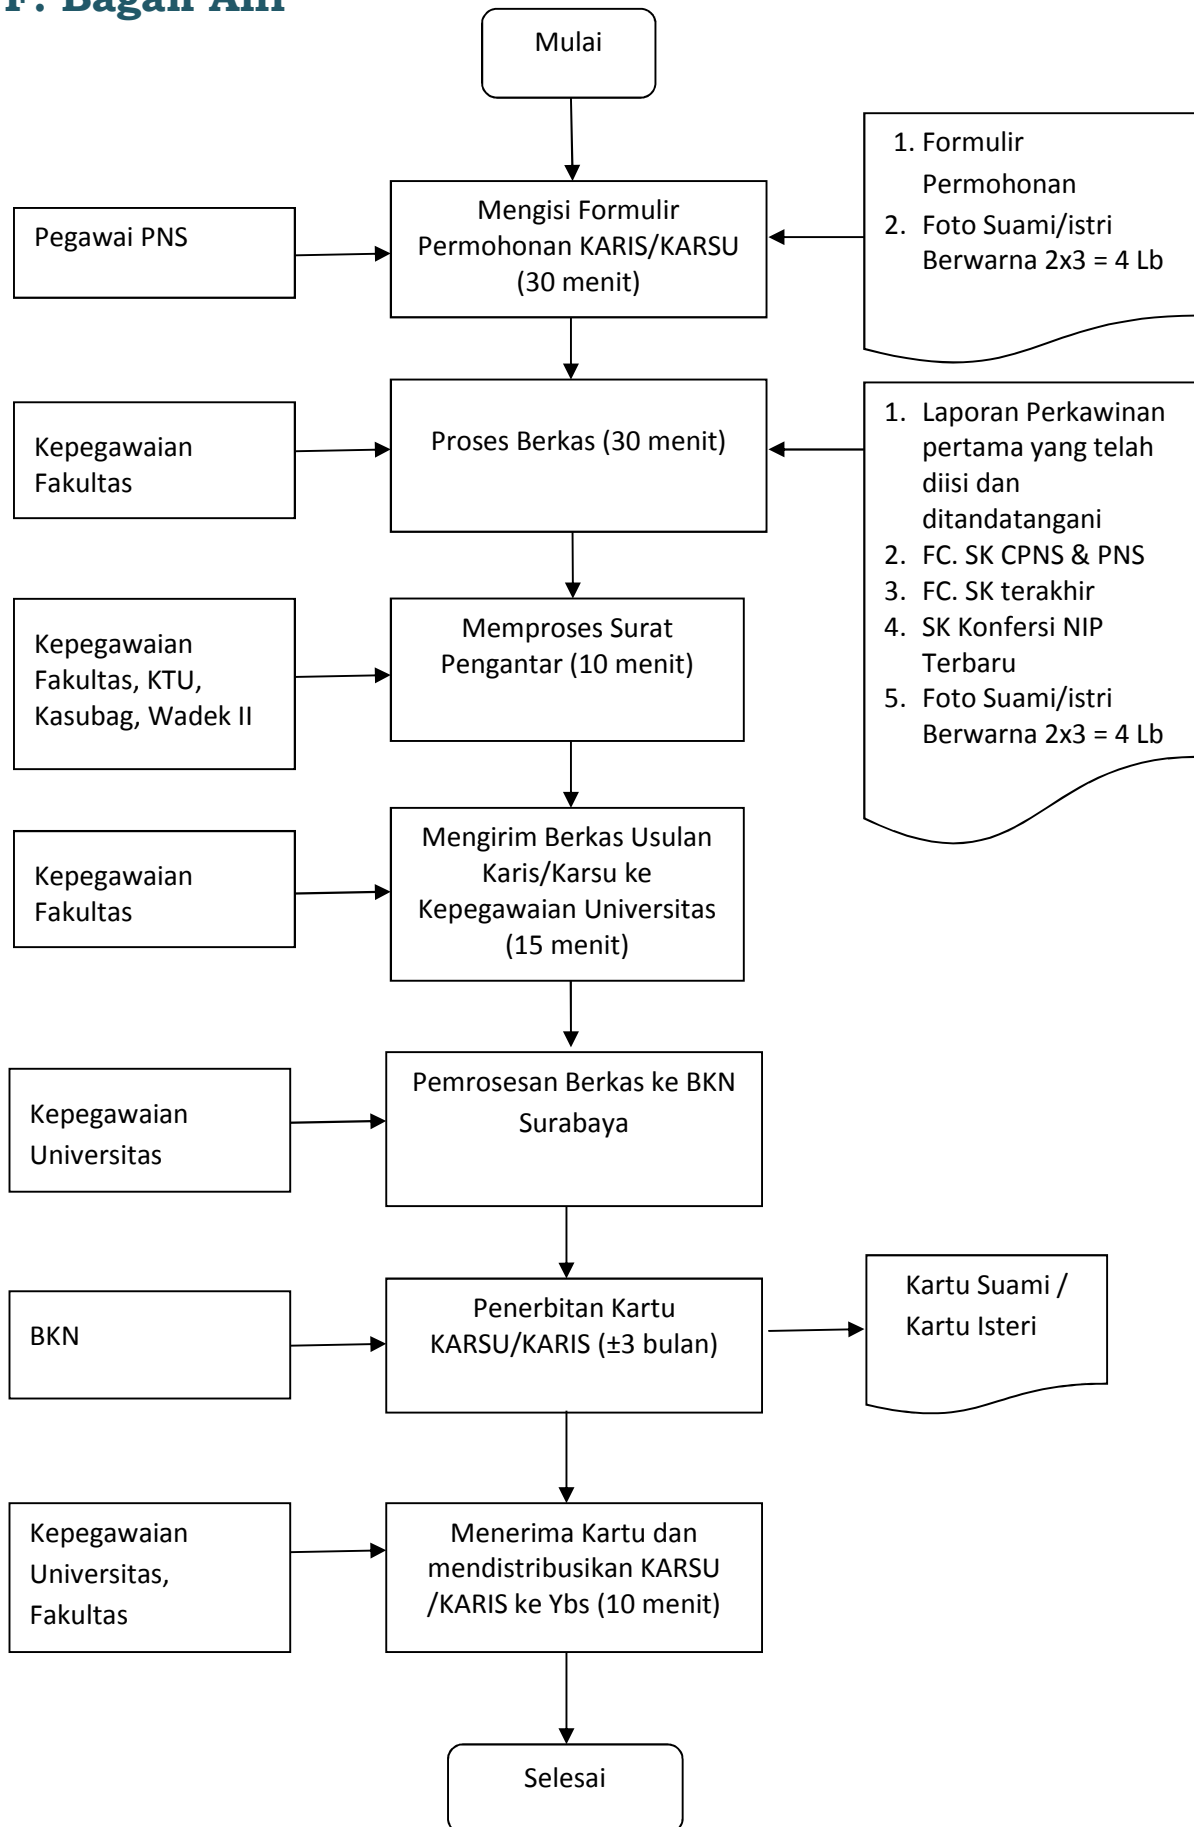 F. Bagan Alir
Mulai
1. Formulir
Permohonan
2. Foto Suami/istri
Berwarna 2x3 = 4 Lb
Pegawai PNS
Mengisi Formulir
Permohonan KARIS/KARSU
(30 menit)
Kepegawaian
Fakultas
Proses Berkas (30 menit)
1. Laporan Perkawinan
pertama yang telah
diisi dan
ditandatangani
2. FC. SK CPNS & PNS
3. FC. SK terakhir
4. SK Konfersi NIP
Terbaru
5. Foto Suami/istri
Berwarna 2x3 = 4 Lb
Kepegawaian
Fakultas, KTU,
Kasubag, Wadek II
Memproses Surat
Pengantar (10 menit)
Kepegawaian
Fakultas
Mengirim Berkas Usulan
Karis/Karsu ke
Kepegawaian Universitas
(15 menit)
Kepegawaian
Universitas
Pemrosesan Berkas ke BKN
Surabaya
BKN
Penerbitan Kartu
KARSU/KARIS (±3 bulan)
Kartu Suami /
Kartu Isteri
Kepegawaian
Universitas,
Fakultas
Menerima Kartu dan
mendistribusikan KARSU
/KARIS ke Ybs (10 menit)
Selesai